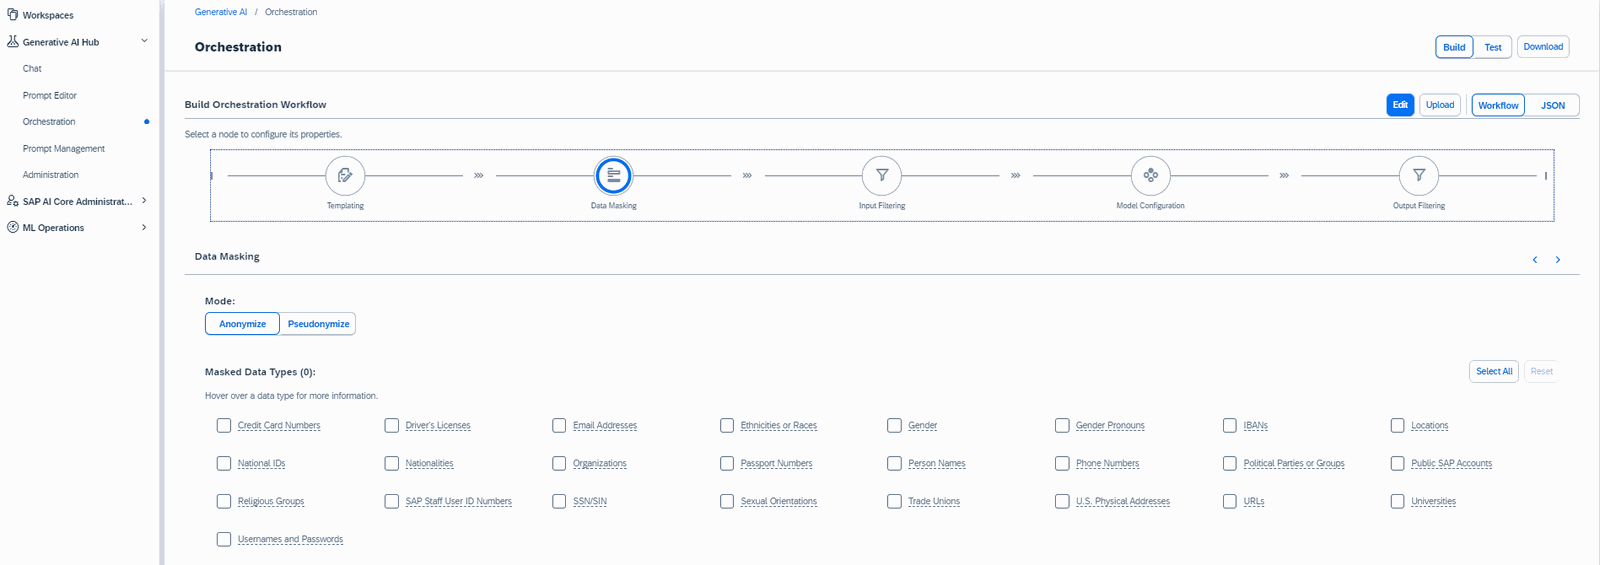 Workspaces
Generative AI Hub
Chat
Prompt Editor
Orchestration
Prompt Management
Administration
SAP AI Core Administrat...
ML Operations
Generative AI / Orchestration
Orchestration
Build Test Download
Build Orchestration Workflow
Edit Upload Workflow JSON
Select a node to configure its properties.
Templating Data Masking Input Filtering Model Configuration Output Filtering
Data Masking
Mode:
Anonymize Pseudonymize
Masked Data Types (0):
Select All Reset
Hover over a data type for more information.
Credit Card Numbers Driver's Licenses Email Addresses Ethnicities or Races Gender Gender Pronouns IBANs Locations
National IDs Nationalities Organizations Passport Numbers Person Names Phone Numbers Political Parties or Groups Public SAP Accounts
Religious Groups SAP Staff User ID Numbers SSN/SIN Sexual Orientations Trade Unions U.S. Physical Addresses URLs Universities
Usernames and Passwords